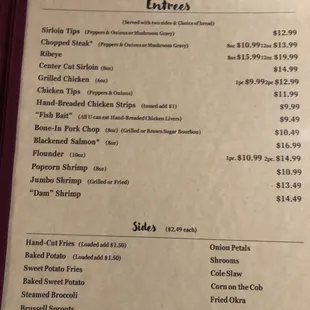 Entrees
(Served with two sides & Choice of bread)
Sirloin Tips (Peppers & Onions or Mushroom Gravy) $12.99
Chopped Steak* (Peppers & Onions or Mushroom Gravy) 8oz $10.99 12oz $13.99
Ribeye 8oz $15.99 12oz $19.99
Center Cut Sirloin (8oz) $14.99
Grilled Chicken (6oz) 1pc $9.99 2pc $12.99
Chicken Tips (Peppers & Onions) $11.99
Hand-Breaded Chicken Strips (tossed add $1) $9.99
"Fish Bait" (All U can eat Hand-Breaded Chicken Livers) $9.49
Bone-In Pork Chop (8oz) (Grilled or Brown Sugar Bourbon) $10.49
Blackened Salmon* (8oz) $16.99
Flounder (10oz) 1pc. $10.99 2pc. $14.99
Popcorn Shrimp (8oz) $10.99
Jumbo Shrimp (Grilled or Fried) $13.49
"Dam" Shrimp $14.49
Sides ($2.49 each)
Hand-Cut Fries (Loaded add $1.50)
Baked Potato (Loaded add $1.50)
Sweet Potato Fries
Baked Sweet Potato
Steamed Broccoli
Brussell Sprouts
Onion Petals
Shrooms
Cole Slaw
Corn on the Cob
Fried Okra